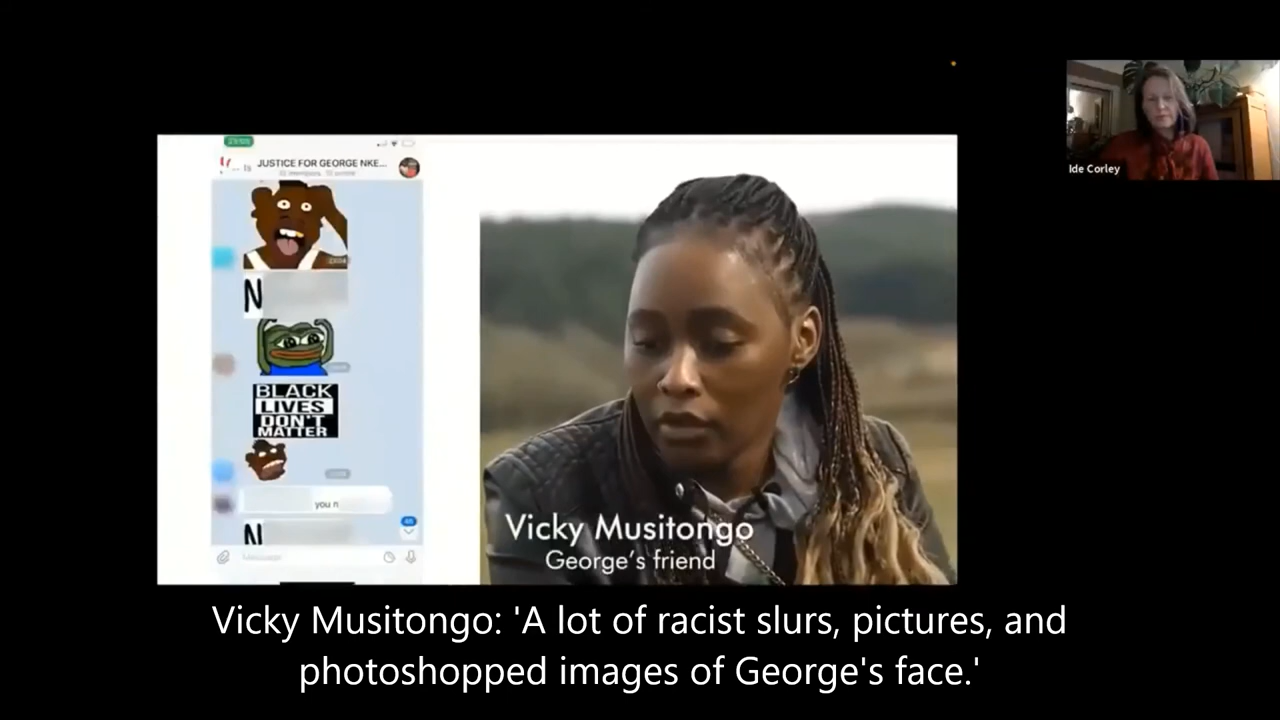 Ide Corley
JUSTICE FOR GEORGE NKE...
N
BLACK
LIVES
DON'T
MATTER
you n
N
Vicky Musitongo
George's friend
Vicky Musitongo: 'A lot of racist slurs, pictures, and
photoshopped images of George's face.'